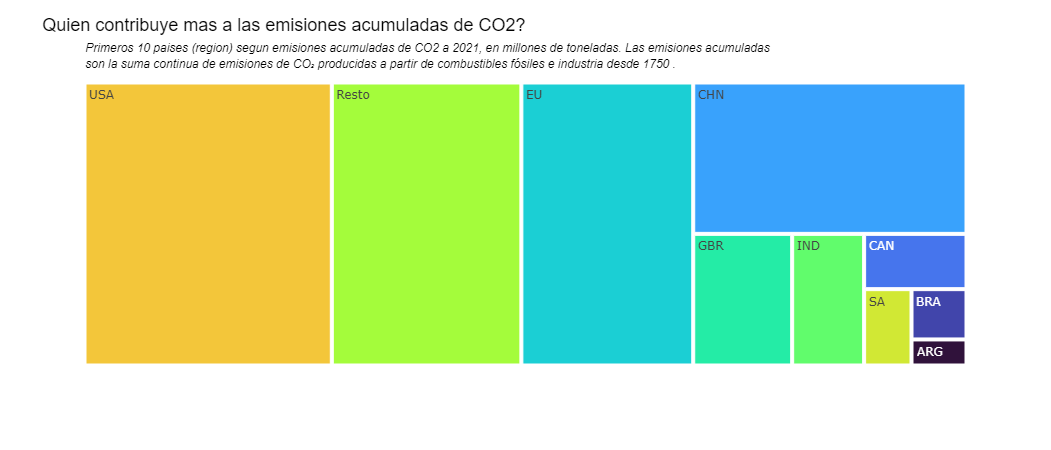 Quien contribuye mas a las emisiones acumuladas de CO2?
Primeros 10 paises (region) segun emisiones acumuladas de CO2 a 2021, en millones de toneladas. Las emisiones acumuladas
son la suma continua de emisiones de CO₂ producidas a partir de combustibles fósiles e industria desde 1750 .
USA
Resto
EU
CHN
GBR
IND
CAN
SA
BRA
ARG